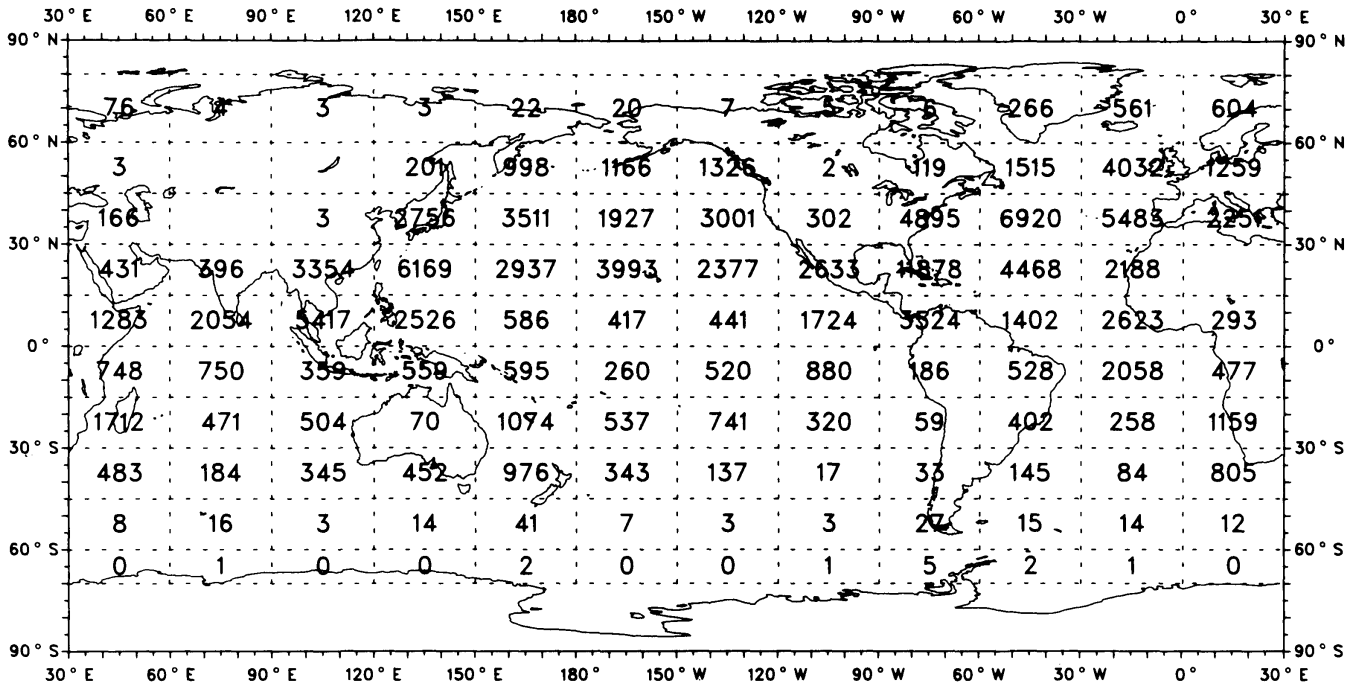 30° E 60° E 90° E 120° E 150° E 180° 150° W 120° W 90° W 60° W 30° W 0° 30° E
90° N 90° N
76 4 3 3 22 20 7 6 266 561 604
60° N 60° N
3 201 998 1166 1326 2 119 1515 4032 1259
166 3 3756 3511 1927 3001 302 4895 6920 5485
30° N 30° N
431 396 3354 6169 2937 3993 2377 2633 4468 2188
1283 2054 5417 2526 586 417 441 1724 3524 1402 2623 293
0° 0°
748 750 359 559 595 260 520 880 186 528 2058 477
1712 471 504 70 1074 537 741 320 59 402 258 1159
30° S 30° S
483 184 345 452 976 343 137 17 33 145 84 805
8 16 3 14 41 7 3 3 27 15 14 12
60° S 60° S
0 1 0 0 2 0 0 1 5 2 1 0
90° S 90° S
30° E 60° E 90° E 120° E 150° E 180° 150° W 120° W 90° W 60° W 30° W 0° 30° E